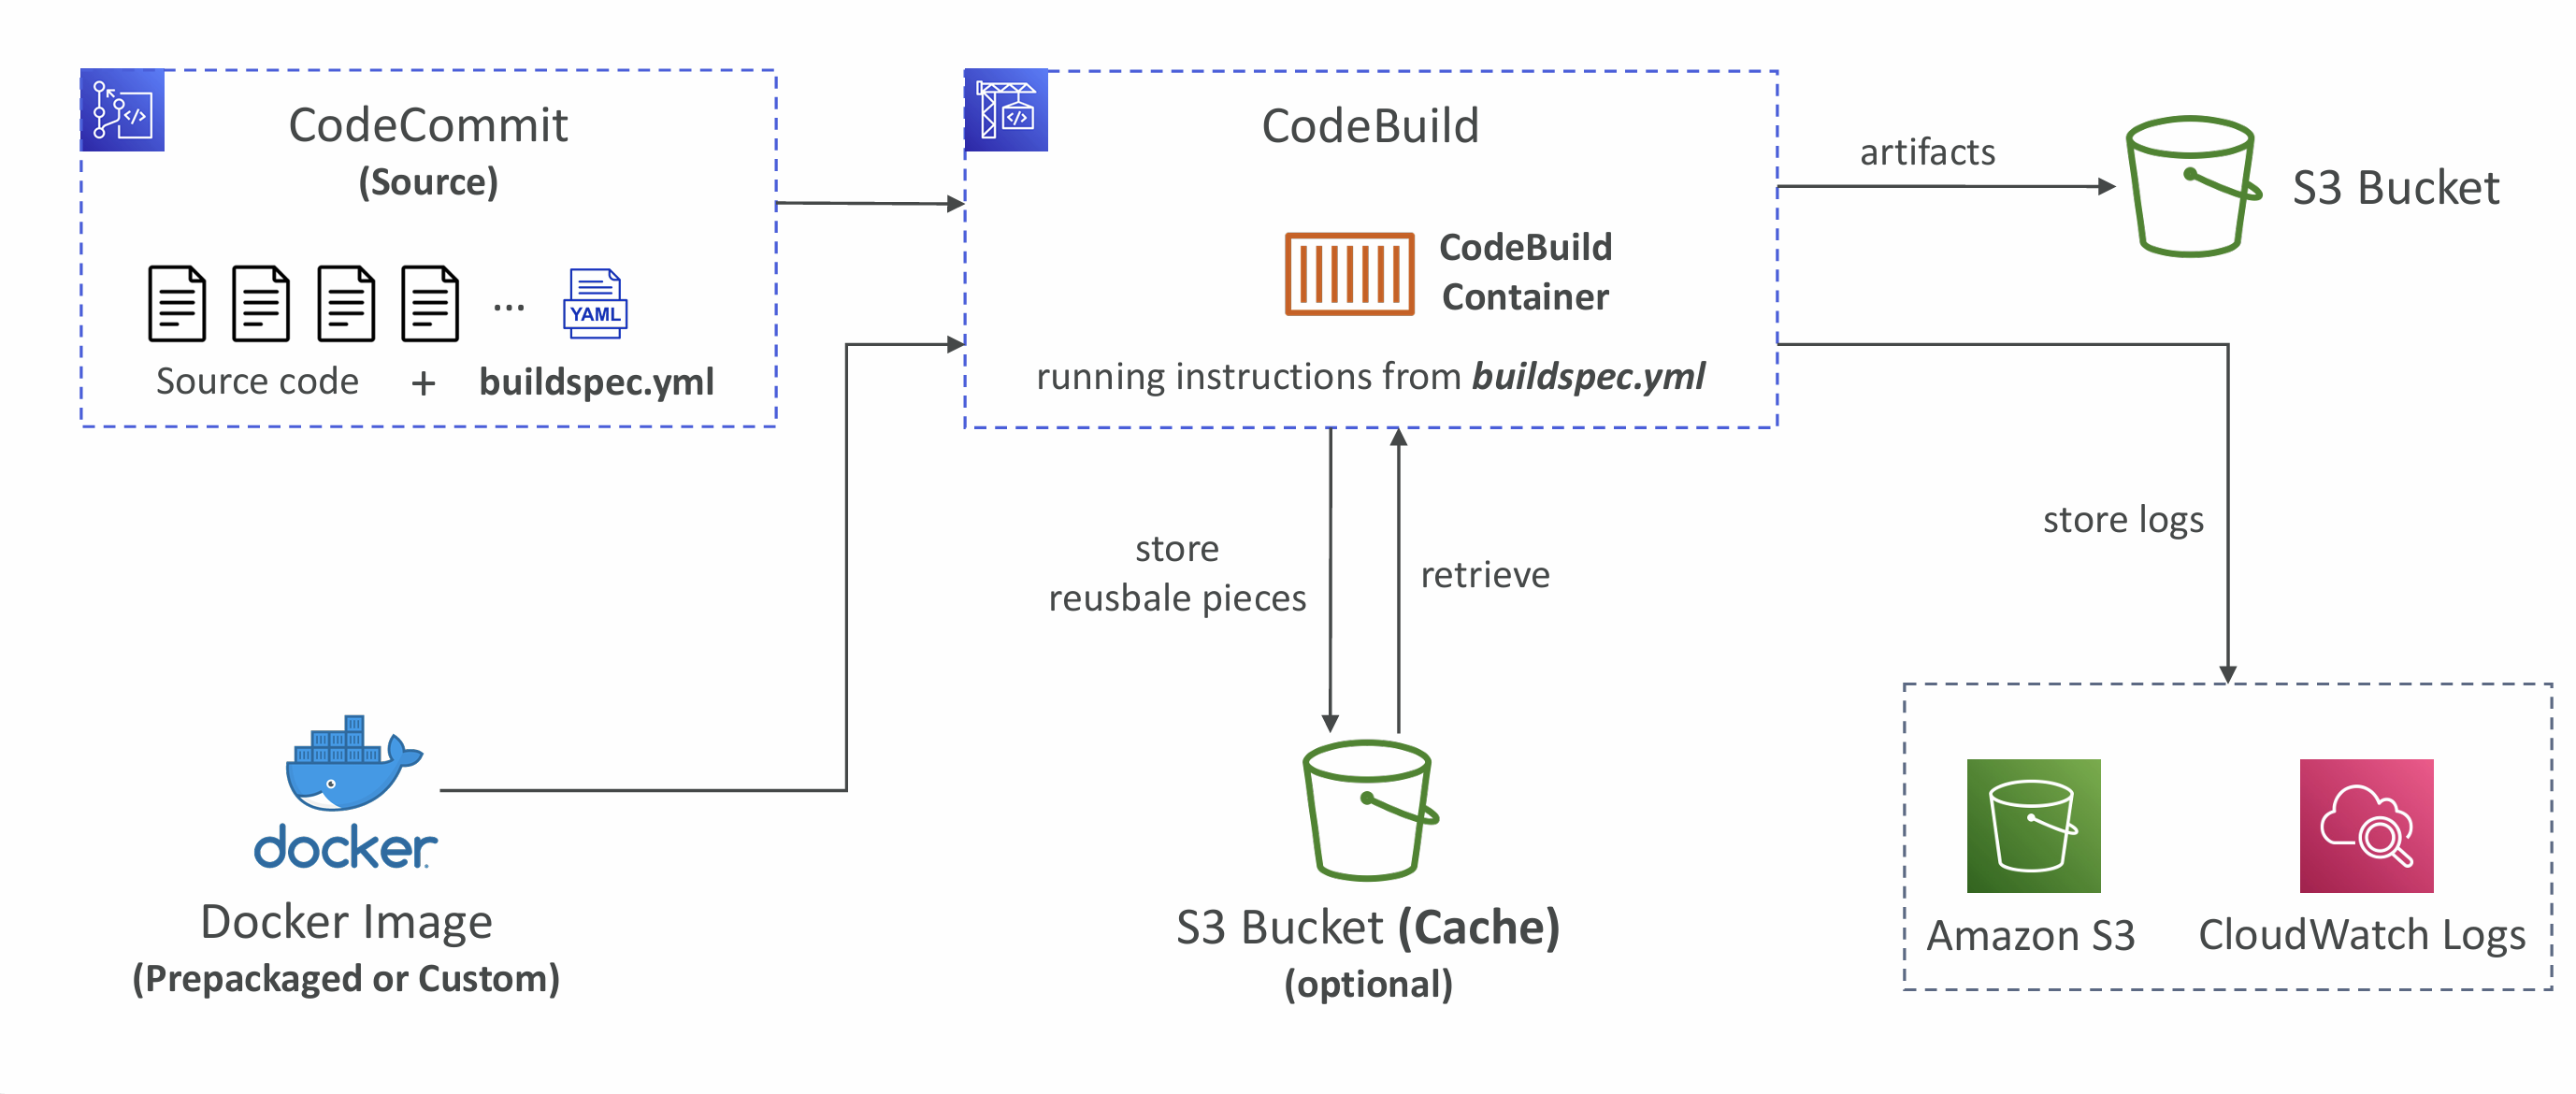 CodeCommit
(Source)
YAML
...
Source code + buildspec.yml
CodeBuild
</>
CodeBuild
Container
running instructions from buildspec.yml
artifacts
S3 Bucket
store logs
store
reusbale pieces
retrieve
docker
Docker Image
(Prepackaged or Custom)
S3 Bucket (Cache)
(optional)
Amazon S3
CloudWatch Logs